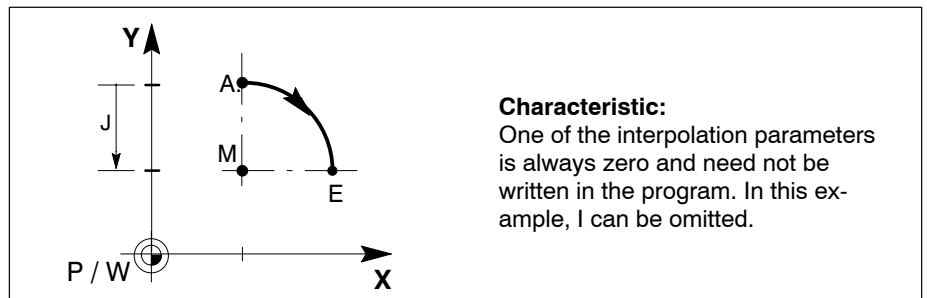 Y
A.
J
M
E
P / W
X
Characteristic:
One of the interpolation parameters
is always zero and need not be
written in the program. In this ex-
ample, I can be omitted.